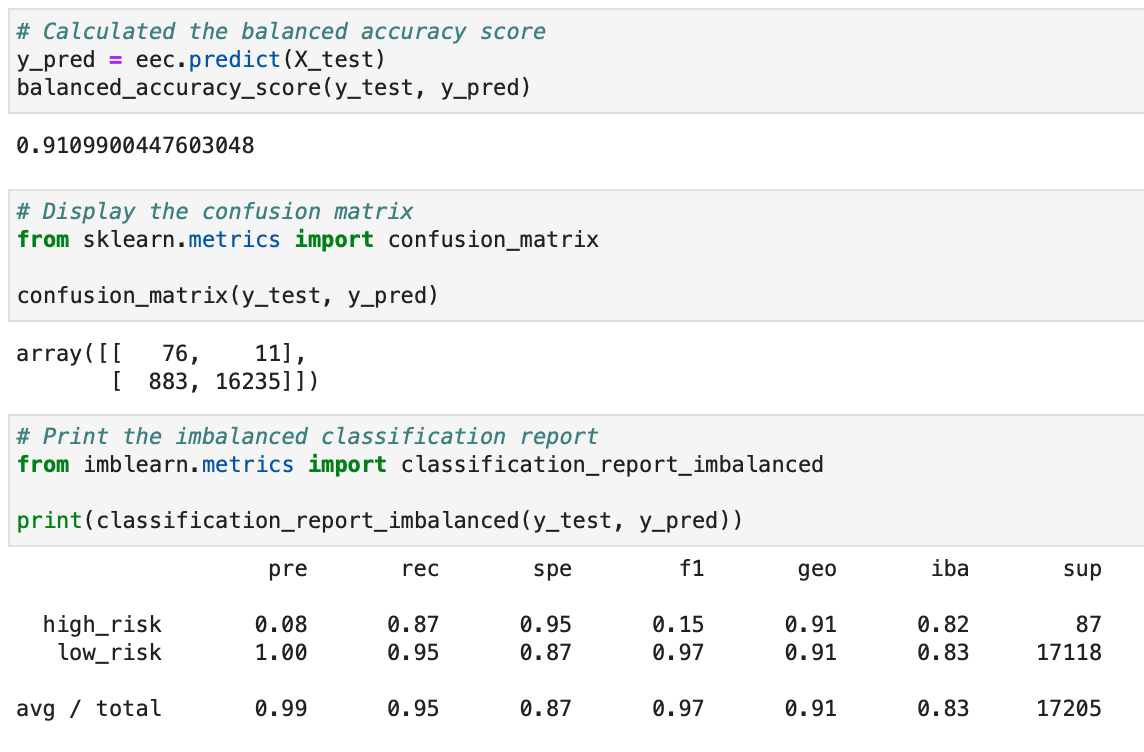 # Calculated the balanced accuracy score
y_pred = eec.predict(X_test)
balanced_accuracy_score(y_test, y_pred)
0.9109900447603048
# Display the confusion matrix
from sklearn.metrics import confusion_matrix
confusion_matrix(y_test, y_pred)
array([[   76,    11],
       [  883, 16235]])
# Print the imbalanced classification report
from imblearn.metrics import classification_report_imbalanced
print(classification_report_imbalanced(y_test, y_pred))
                   pre       rec       spe        f1       geo       iba       sup
  high_risk       0.08      0.87      0.95      0.15      0.91      0.82        87
   low_risk       1.00      0.95      0.87      0.97      0.91      0.83     17118
avg / total       0.99      0.95      0.87      0.97      0.91      0.83     17205